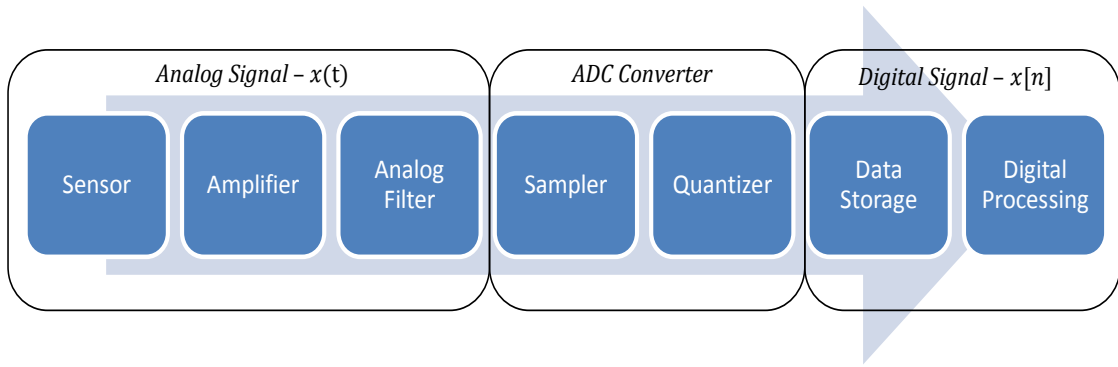 Analog Signal – x(t)
ADC Converter
Digital Signal – x[n]
Sensor
Amplifier
Analog
Filter
Sampler
Quantizer
Data
Storage
Digital
Processing